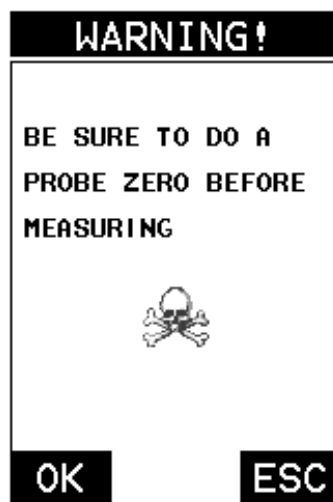 WARNING!
BE SURE TO DO A
PROBE ZERO BEFORE
MEASURING
OK ESC